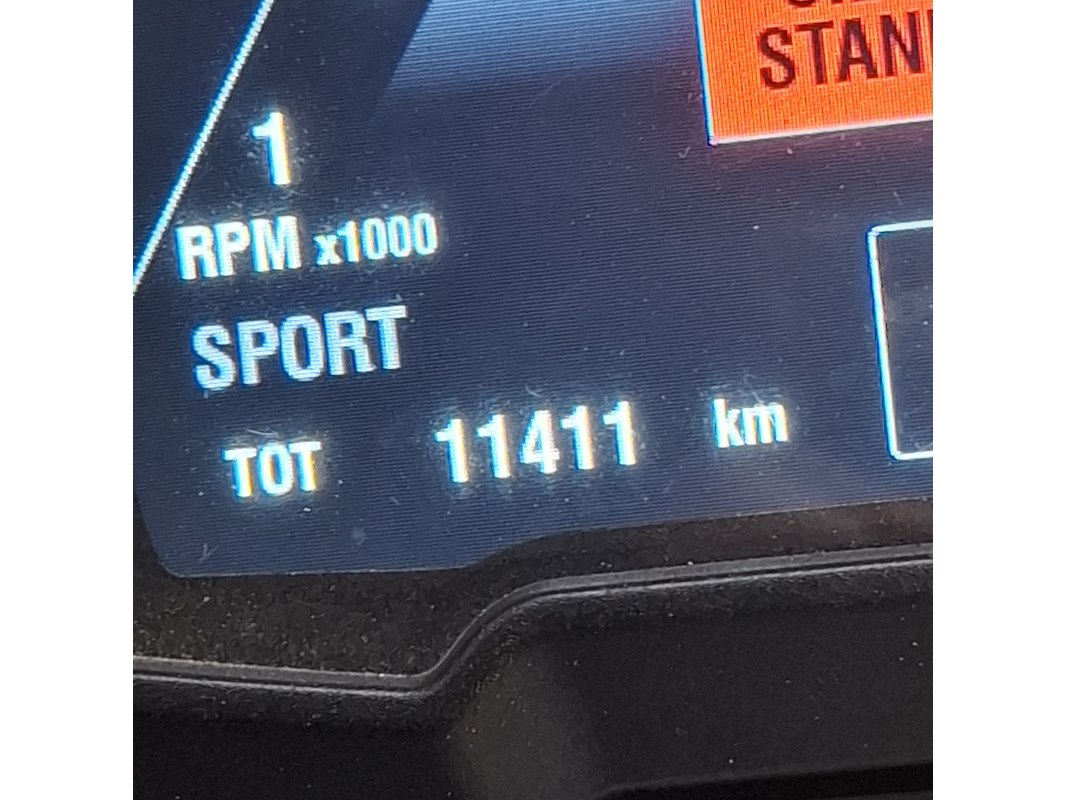 STAN
1
RPM x1000
SPORT
TOT 11411 km